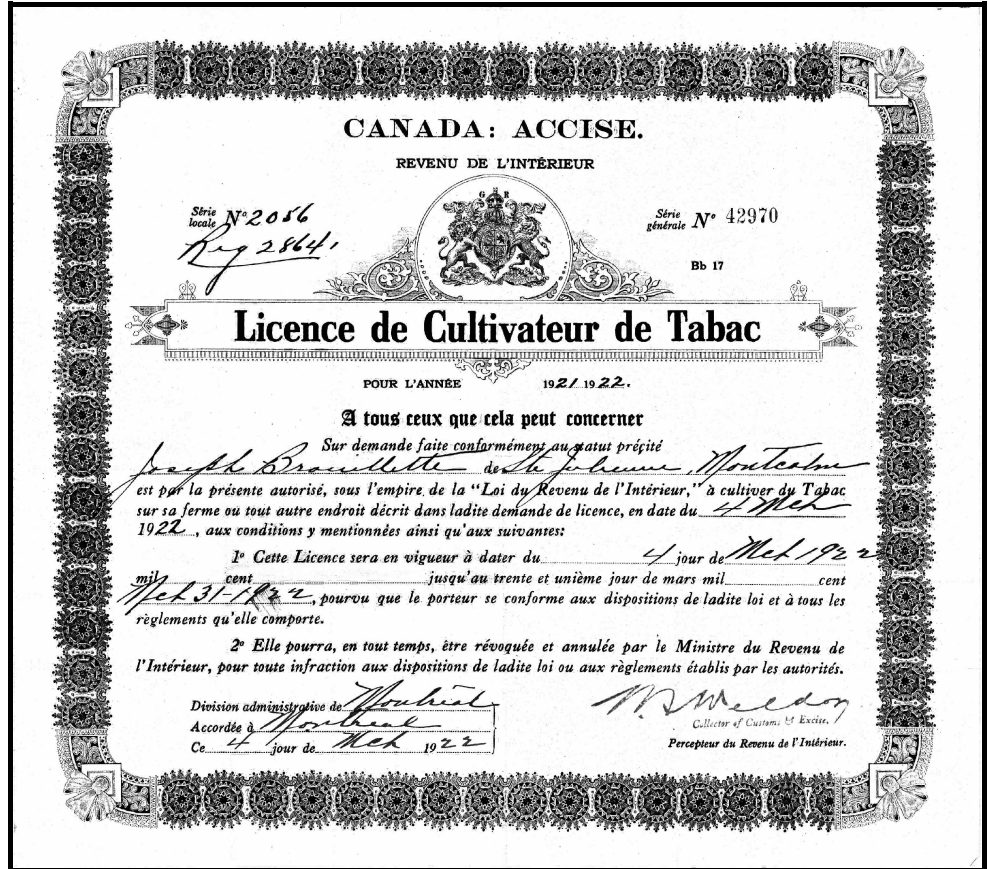 CANADA: ACCISE.
REVENU DE L'INTÉRIEUR
G R
Série locale Nº 2056
Série générale Nº 42970
Reg 28641
Bb 17
Licence de Cultivateur de Tabac
POUR L'ANNÉE 1921 1922.
A tous ceux que cela peut concerner
Sur demande faite conformément au statut précité
Joseph Brouillette de Ste Julienne, Montcalm
est par la présente autorisé, sous l'empire de la "Loi du Revenu de l'Intérieur," à cultiver du Tabac
sur sa ferme ou tout autre endroit décrit dans ladite demande de licence, en date du 4 Mch
1922, aux conditions y mentionnées ainsi qu'aux suivantes:
1º Cette Licence sera en vigueur à dater du 4 jour de Mch 1922
mil cent jusqu'au trente et unième jour de mars mil cent
Mch 31-1922, pourvu que le porteur se conforme aux dispositions de ladite loi et à tous les
règlements qu'elle comporte.
2º Elle pourra, en tout temps, être révoquée et annulée par le Ministre du Revenu de
l'Intérieur, pour toute infraction aux dispositions de ladite loi ou aux règlements établis par les autorités.
Division administrative de Montréal
Accordée à Montreal
Ce 4 jour de Mch 1922
Weldon
Collector of Customs & Excise.
Percepteur du Revenu de l'Intérieur.